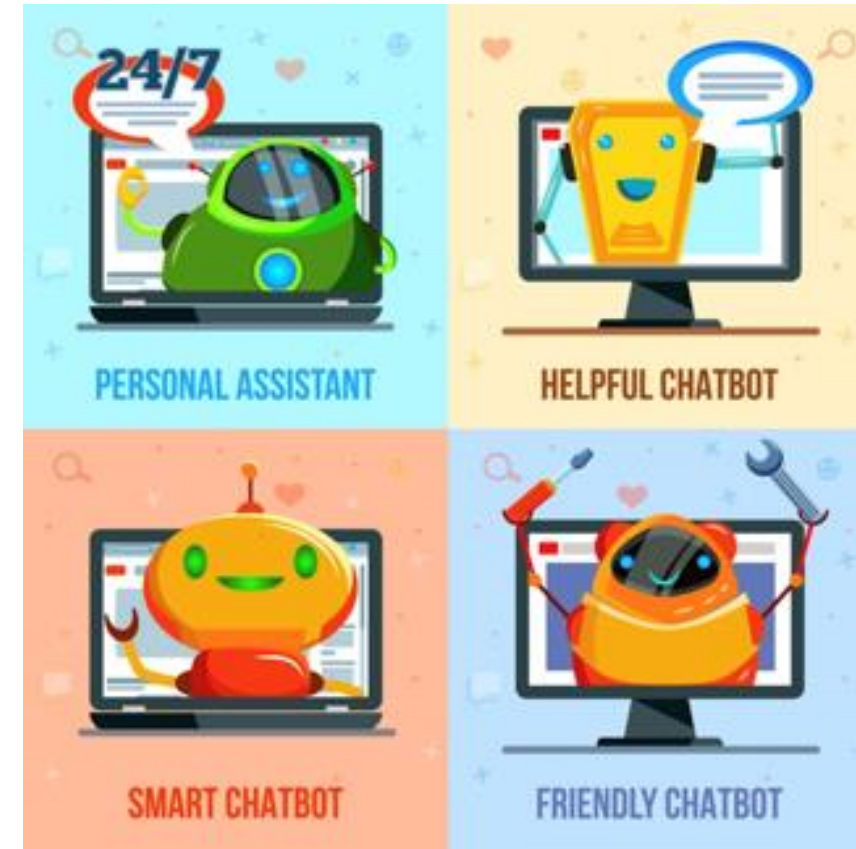 24/7
PERSONAL ASSISTANT
HELPFUL CHATBOT
SMART CHATBOT
FRIENDLY CHATBOT